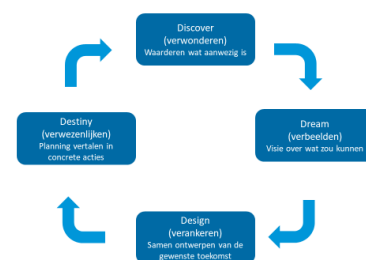 Discover
(verwonderen)
Waarderen wat aanwezig is
Dream
(verbeelden)
Visie over wat zou kunnen
Design
(verankeren)
Samen ontwerpen van de
gewenste toekomst
Destiny
(verwezenlijken)
Planning vertalen in
concrete acties